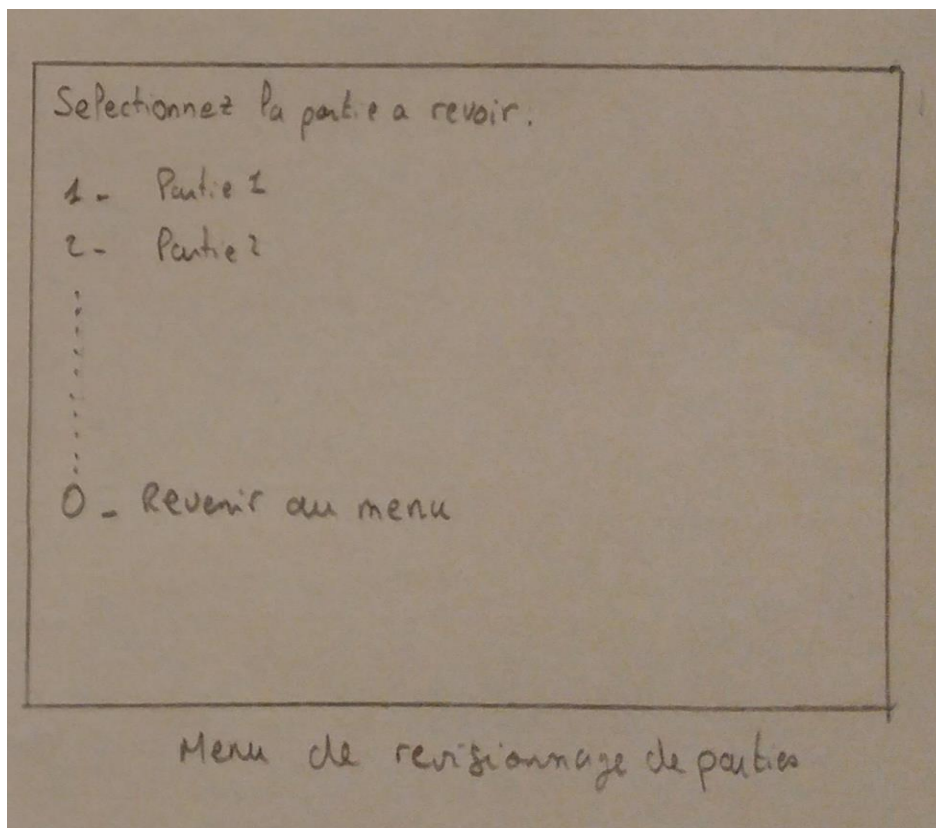 Selectionnez la partie a revoir.
1 - Partie 1
2 - Partie 2
0 - Revenir au menu
Menu de revisionnage de parties